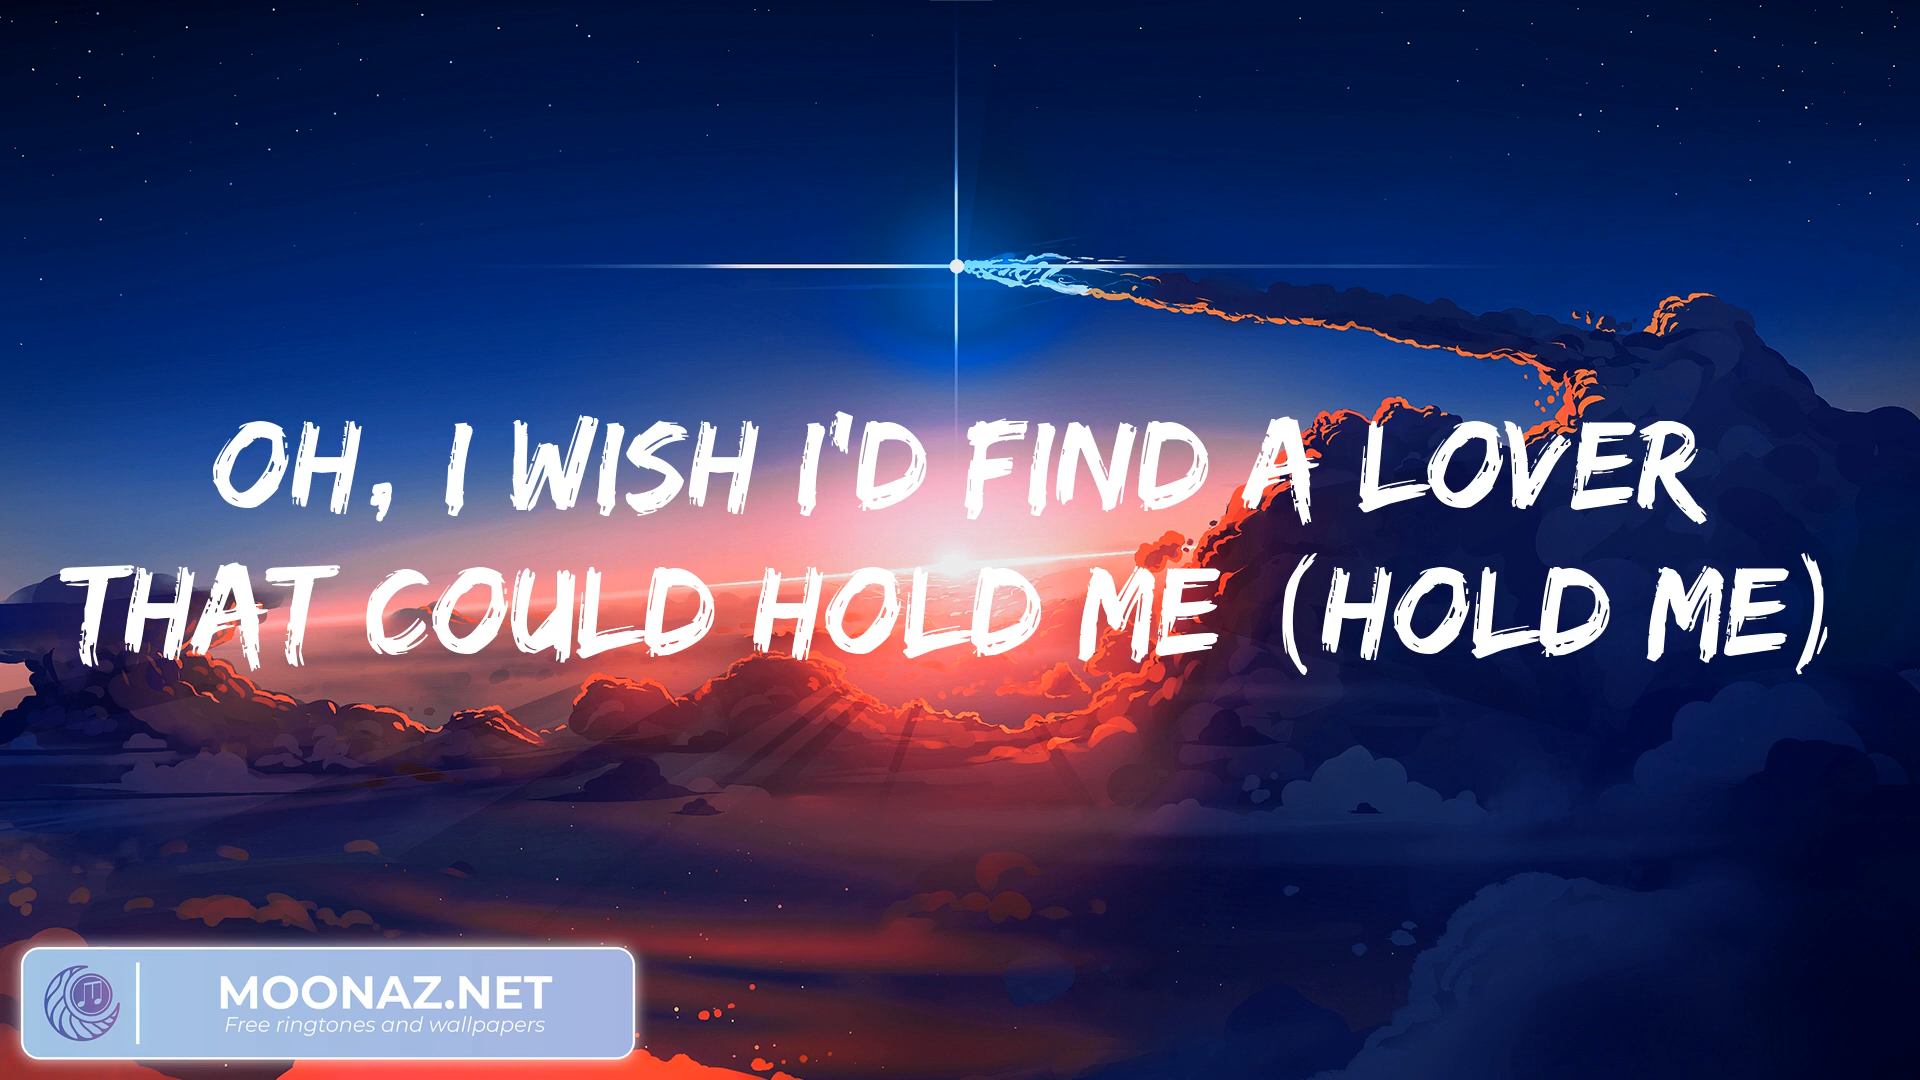 OH, I WISH I'D FIND A LOVER
THAT COULD HOLD ME (HOLD ME)
MOONAZ.NET
Free ringtones and wallpapers